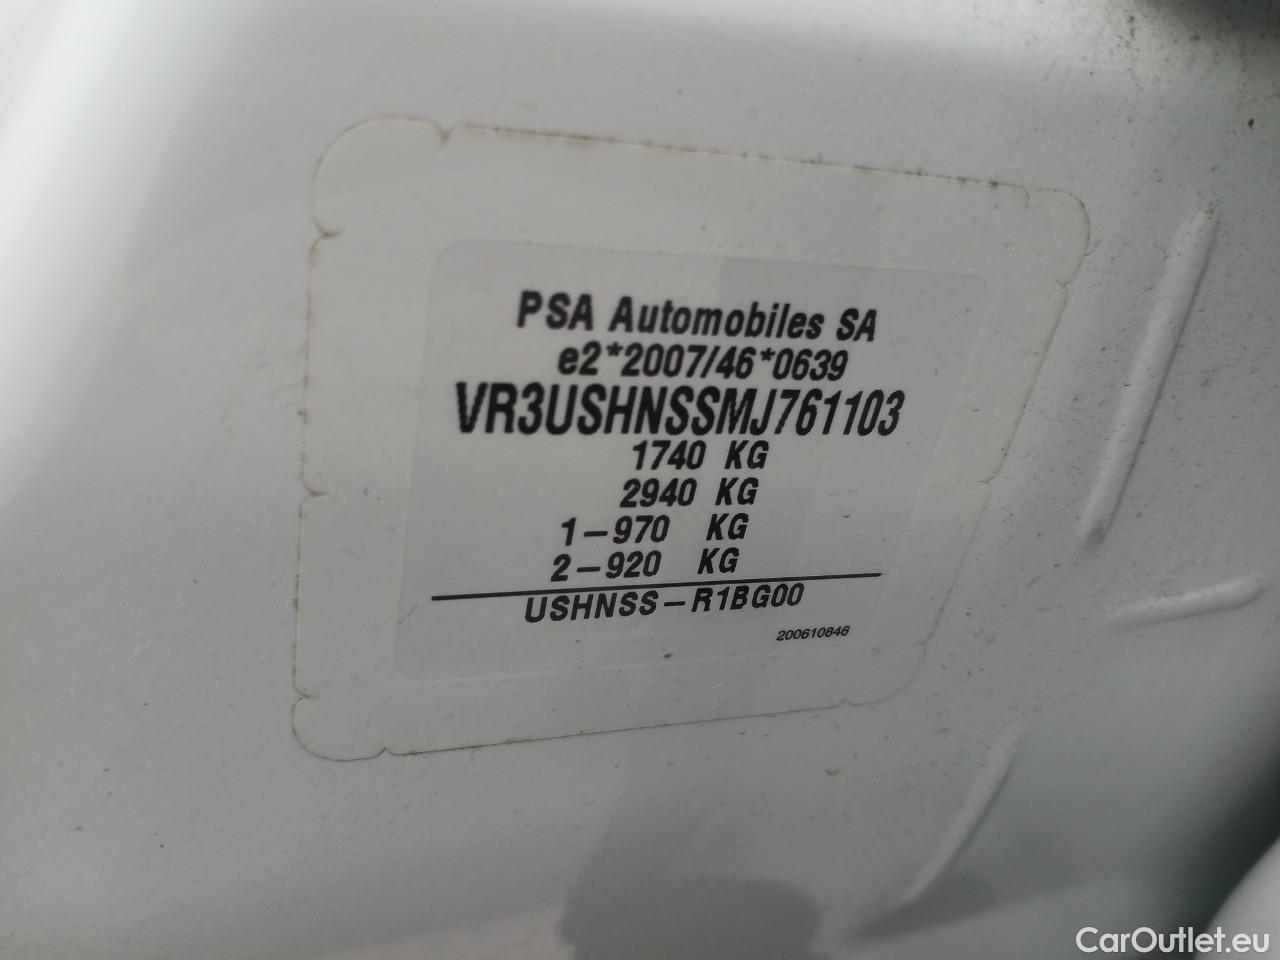 PSA Automobiles SA
e2*2007/46*0639
VR3USHNSSMJ761103
1740 KG
2940 KG
1-970 KG
2-920 KG
USHNSS-R1BG00
200610846
CarOutlet.eu